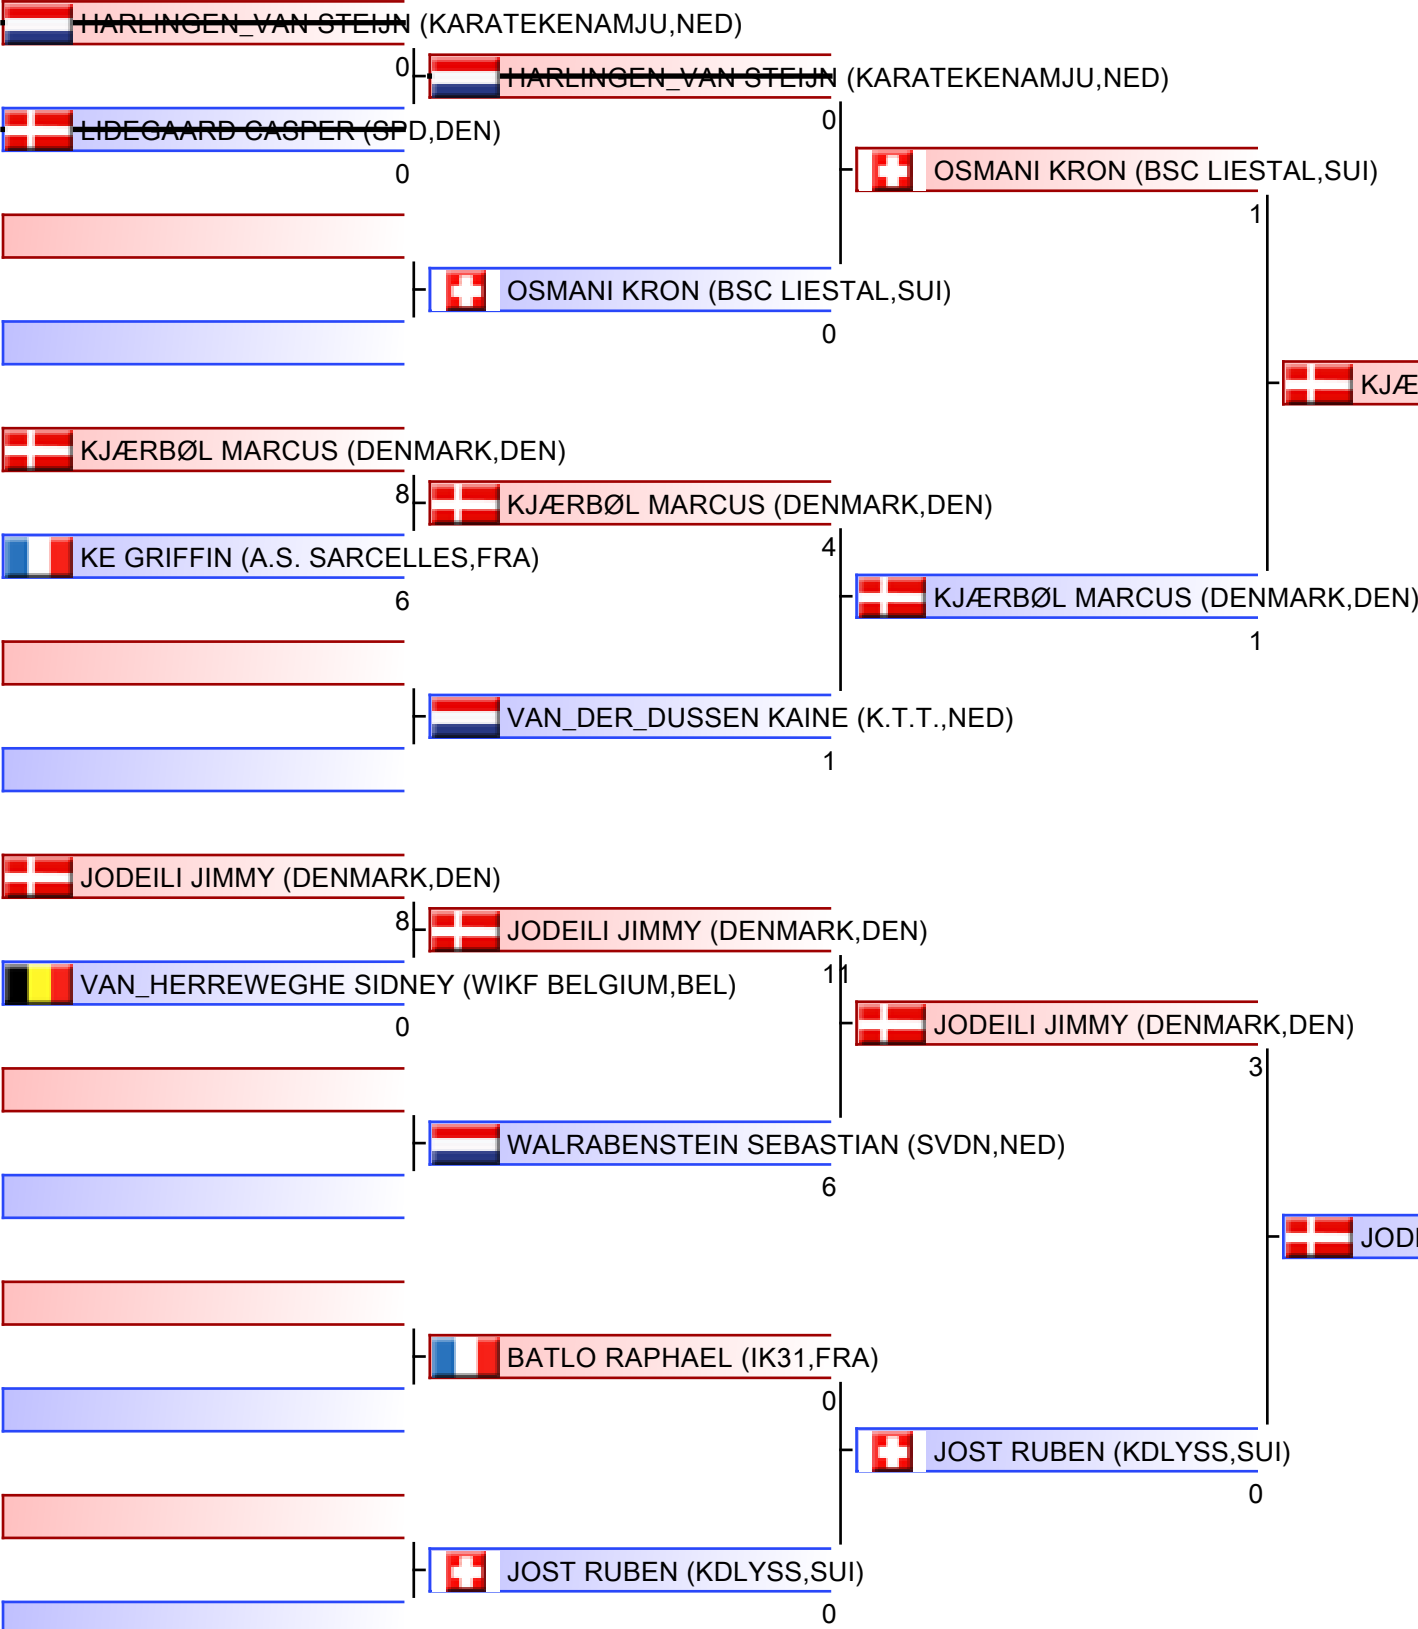 HARLINGEN_VAN STEIJN (KARATEKENAMJU,NED)
0
HARLINGEN_VAN STEIJN (KARATEKENAMJU,NED)
0
LIDEGAARD CASPER (SPD,DEN)
0
OSMANI KRON (BSC LIESTAL,SUI)
1
OSMANI KRON (BSC LIESTAL,SUI)
0
KJÆ
KJÆRBØL MARCUS (DENMARK,DEN)
8
KJÆRBØL MARCUS (DENMARK,DEN)
4
KE GRIFFIN (A.S. SARCELLES,FRA)
6
KJÆRBØL MARCUS (DENMARK,DEN)
1
VAN_DER_DUSSEN KAINE (K.T.T.,NED)
1
JODEILI JIMMY (DENMARK,DEN)
8
JODEILI JIMMY (DENMARK,DEN)
11
VAN_HERREWEGHE SIDNEY (WIKF BELGIUM,BEL)
0
JODEILI JIMMY (DENMARK,DEN)
3
WALRABENSTEIN SEBASTIAN (SVDN,NED)
6
JOD
BATLO RAPHAEL (IK31,FRA)
0
JOST RUBEN (KDLYSS,SUI)
0
JOST RUBEN (KDLYSS,SUI)
0